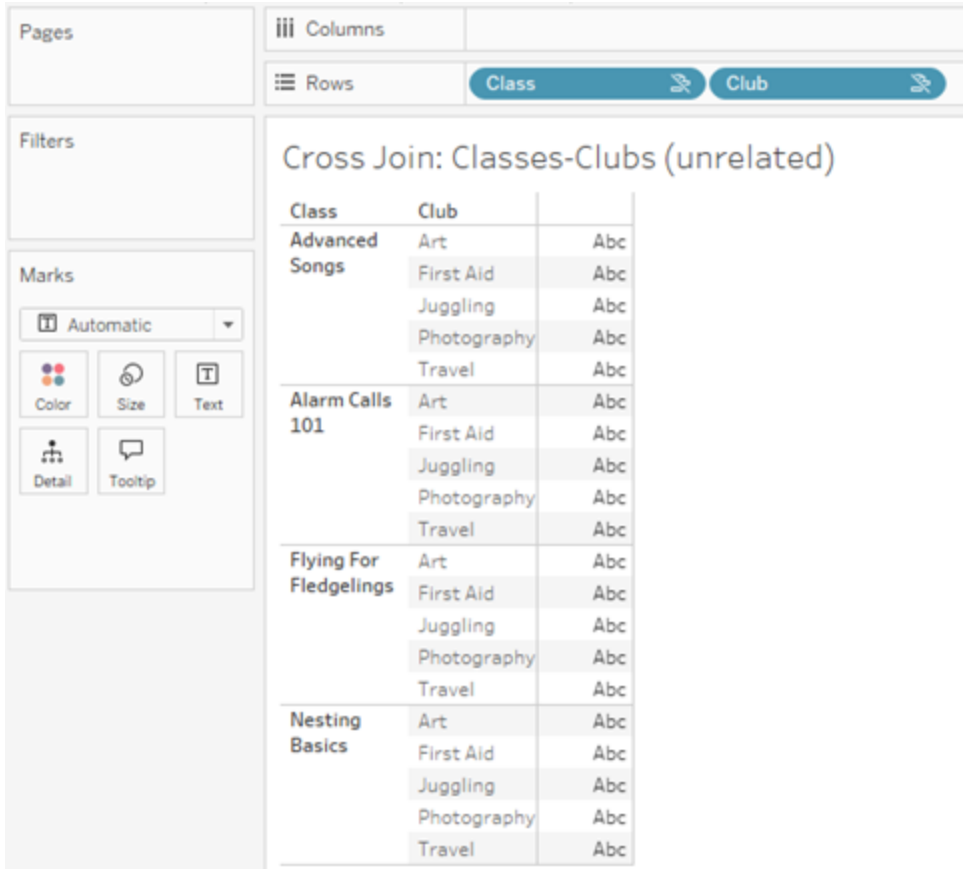 Pages
Columns
Rows Class Club
Filters
Cross Join: Classes-Clubs (unrelated)
Class Club
Advanced Songs Art Abc
First Aid Abc
Juggling Abc
Photography Abc
Travel Abc
Alarm Calls 101 Art Abc
First Aid Abc
Juggling Abc
Photography Abc
Travel Abc
Flying For Fledgelings Art Abc
First Aid Abc
Juggling Abc
Photography Abc
Travel Abc
Nesting Basics Art Abc
First Aid Abc
Juggling Abc
Photography Abc
Travel Abc
Marks
T Automatic
Color Size T Text
Detail Tooltip